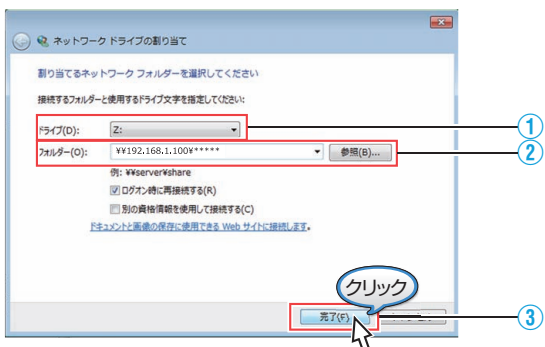 ネットワーク ドライブの割り当て
割り当てるネットワーク フォルダーを選択してください
接続するフォルダーと使用するドライブ文字を指定してください:
ドライブ(D): Z: ①
フォルダー(O): ¥¥192.168.1.100¥***** 参照(B)... ②
例: ¥¥server¥share
ログオン時に再接続する(R)
別の資格情報を使用して接続する(C)
ドキュメントと画像の保存に使用できる Web サイトに接続します。
クリック
完了(F) ③